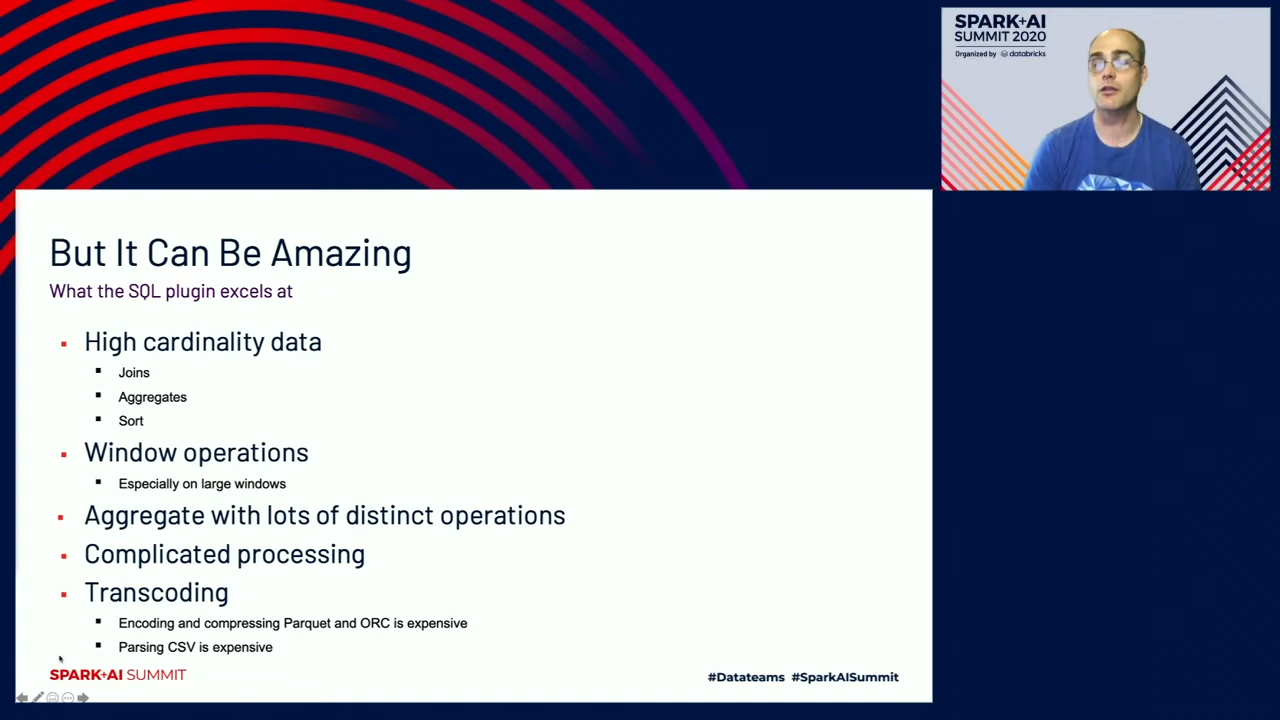 SPARK+AI
SUMMIT 2020
Organized by databricks
But It Can Be Amazing
What the SQL plugin excels at
High cardinality data
Joins
Aggregates
Sort
Window operations
Especially on large windows
Aggregate with lots of distinct operations
Complicated processing
Transcoding
Encoding and compressing Parquet and ORC is expensive
Parsing CSV is expensive
SPARK+AI SUMMIT
#Datateams #SparkAISummit